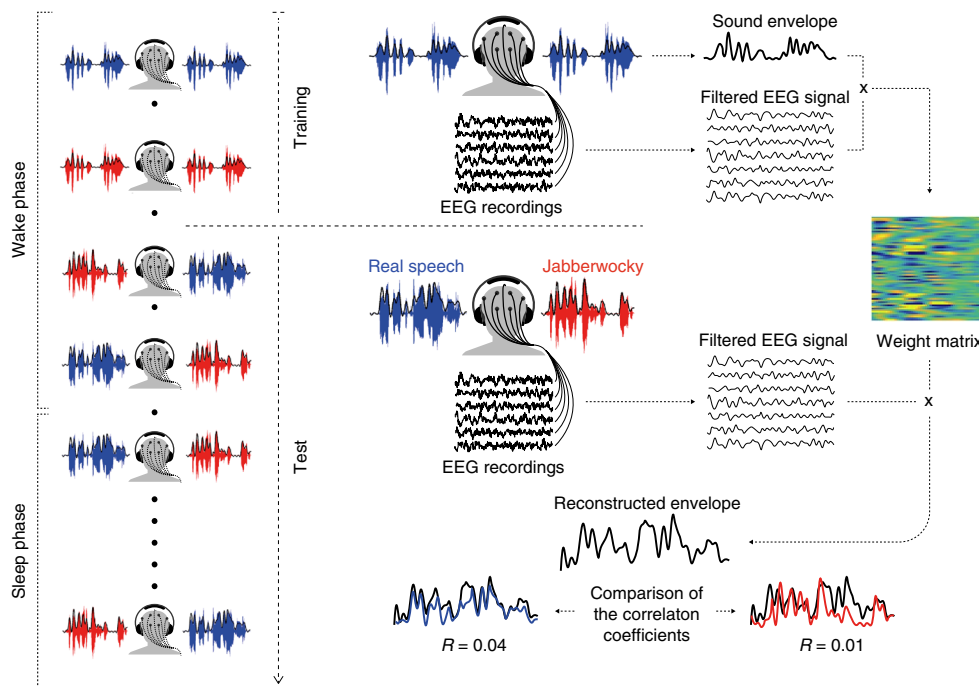 Wake phase
Sleep phase
Training
Test
Sound envelope
x
Filtered EEG signal
EEG recordings
Real speech
Jabberwocky
Filtered EEG signal
Weight matrix
x
EEG recordings
Reconstructed envelope
Comparison of
the correlaton
coefficients
R = 0.04
R = 0.01